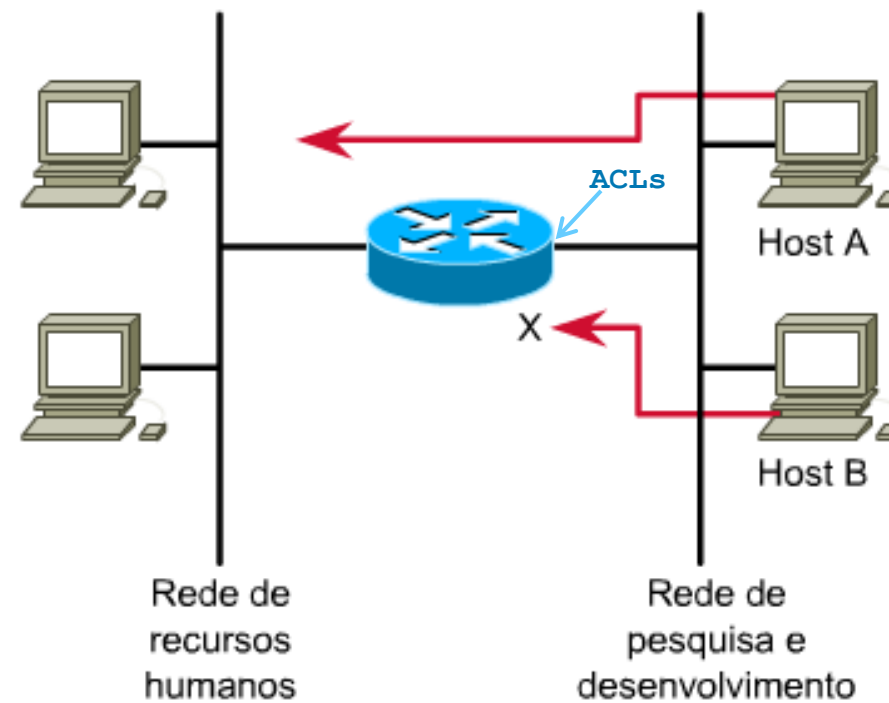 ACLs
Host A
X
Host B
Rede de
recursos
humanos
Rede de
pesquisa e
desenvolvimento